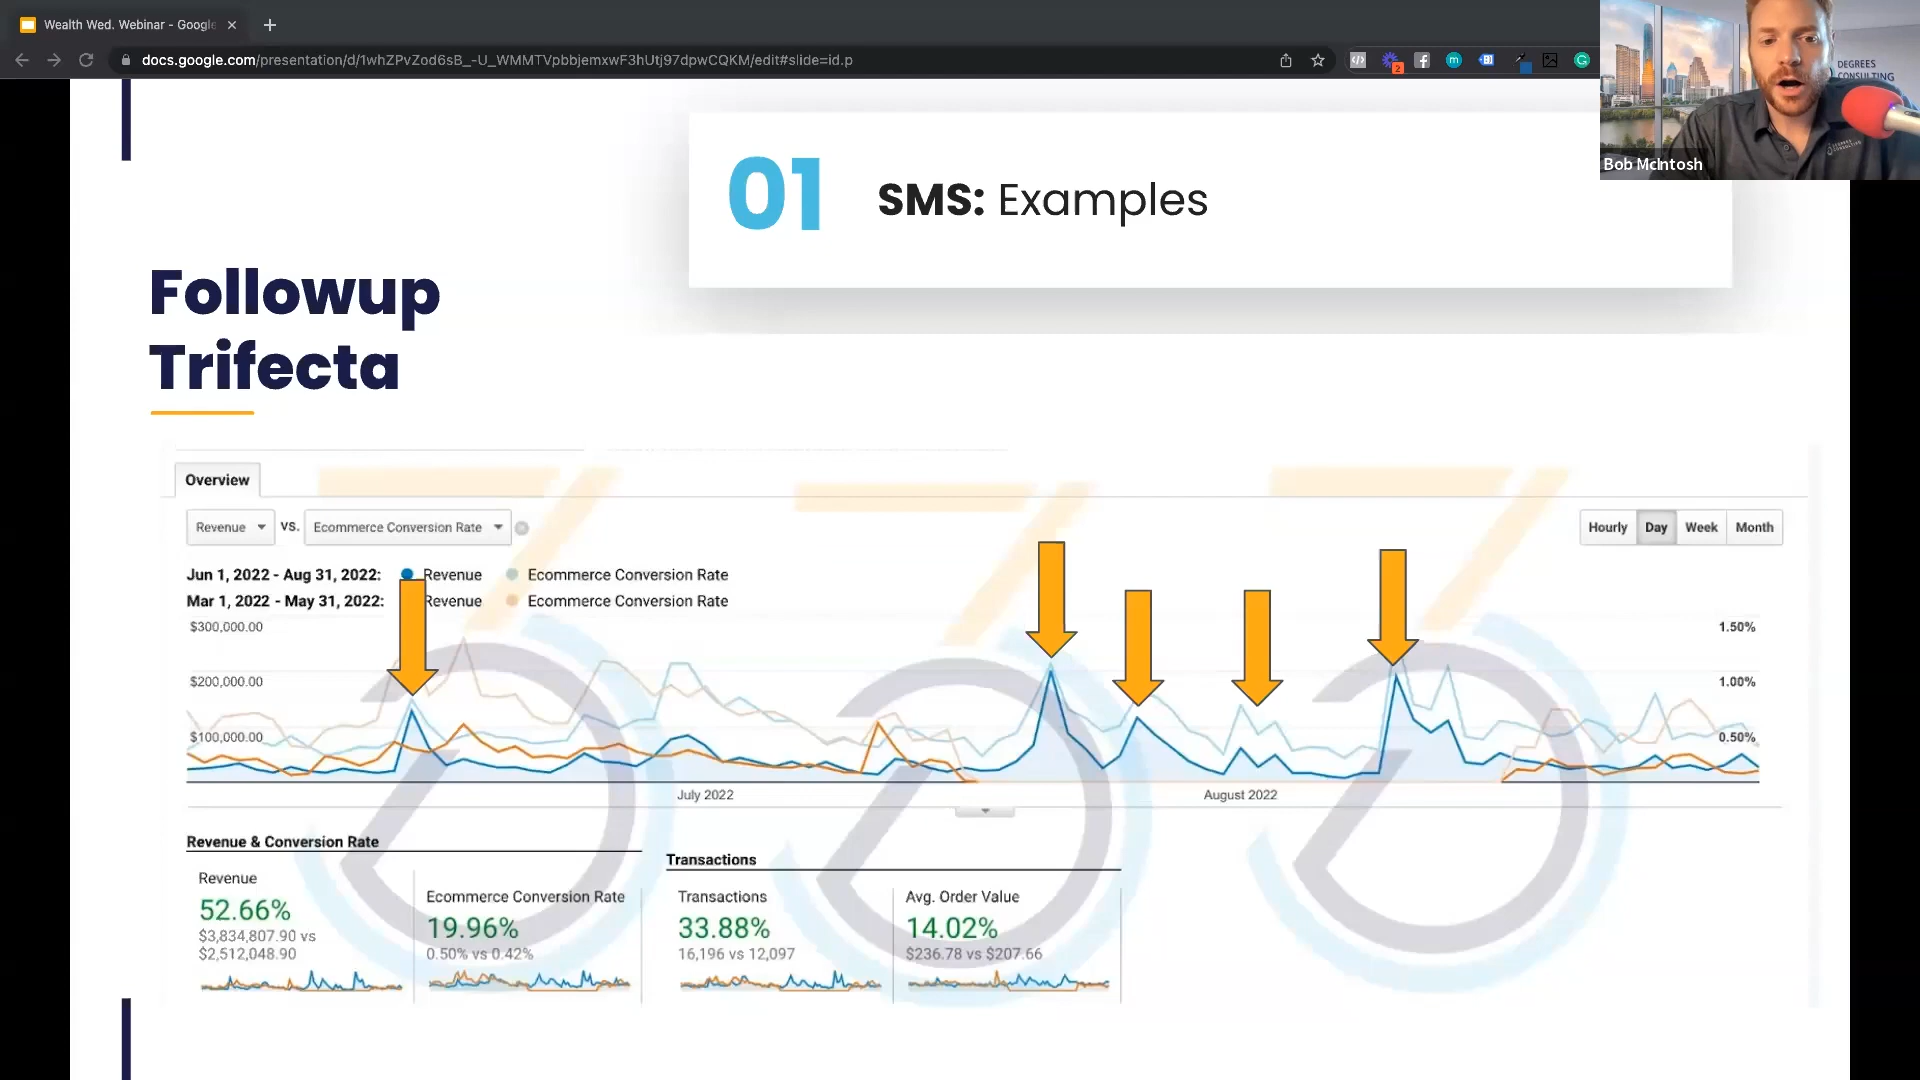 Wealth Wed. Webinar - Google
docs.google.com/presentation/d/1whZPvZod6sB_-U_WMMTVpbbjemxwF3hUtj97dpwCQKM/edit#slide=id.p
2
DEGREES
CONSULTING
Bob McIntosh
01 SMS: Examples
Followup
Trifecta
Overview
Revenue VS. Ecommerce Conversion Rate
Hourly Day Week Month
Jun 1, 2022 - Aug 31, 2022: Revenue Ecommerce Conversion Rate
Mar 1, 2022 - May 31, 2022: Revenue Ecommerce Conversion Rate
$300,000.00 1.50%
$200,000.00 1.00%
$100,000.00 0.50%
July 2022 August 2022
Revenue & Conversion Rate
Revenue
52.66%
$3,834,807.90 vs
$2,512,048.90
Ecommerce Conversion Rate
19.96%
0.50% vs 0.42%
Transactions
Transactions
33.88%
16,196 vs 12,097
Avg. Order Value
14.02%
$236.78 vs $207.66